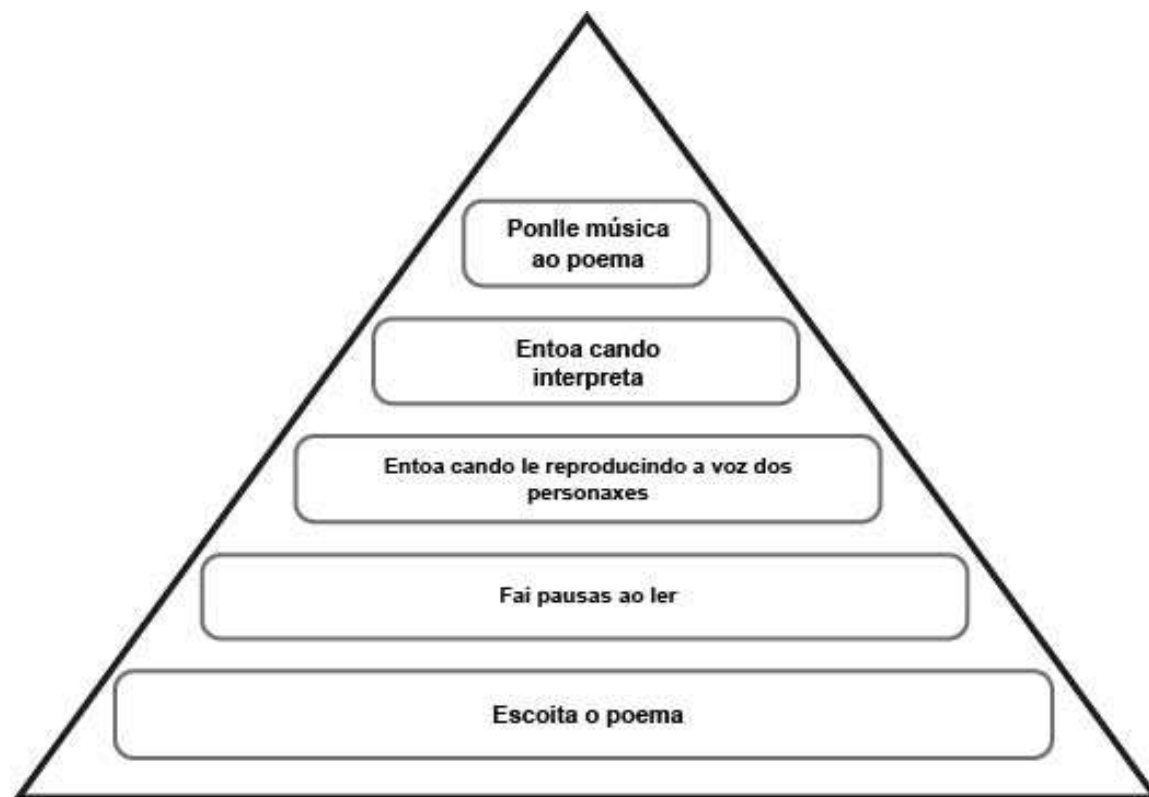 Ponlle música
ao poema
Entoa cando
interpreta
Entoa cando le reproducindo a voz dos
personaxes
Fai pausas ao ler
Escoita o poema